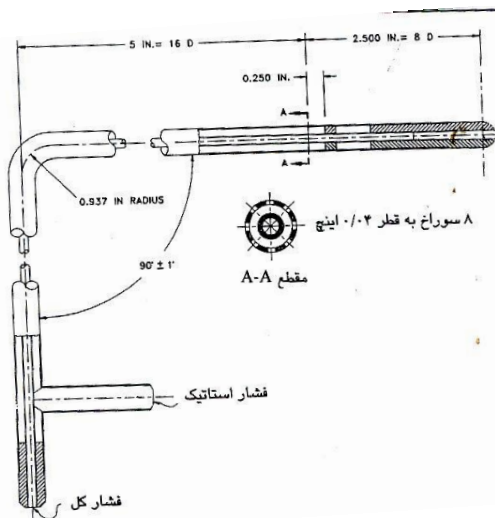 5 IN.= 16 D
2.500 IN.= 8 D
0.250 IN.
A
A
0.937 IN RADIUS
۸ سوراخ به قطر ۰/۰۴ اینچ
مقطع A-A
90° ± 1°
فشار استاتیک
فشار کل